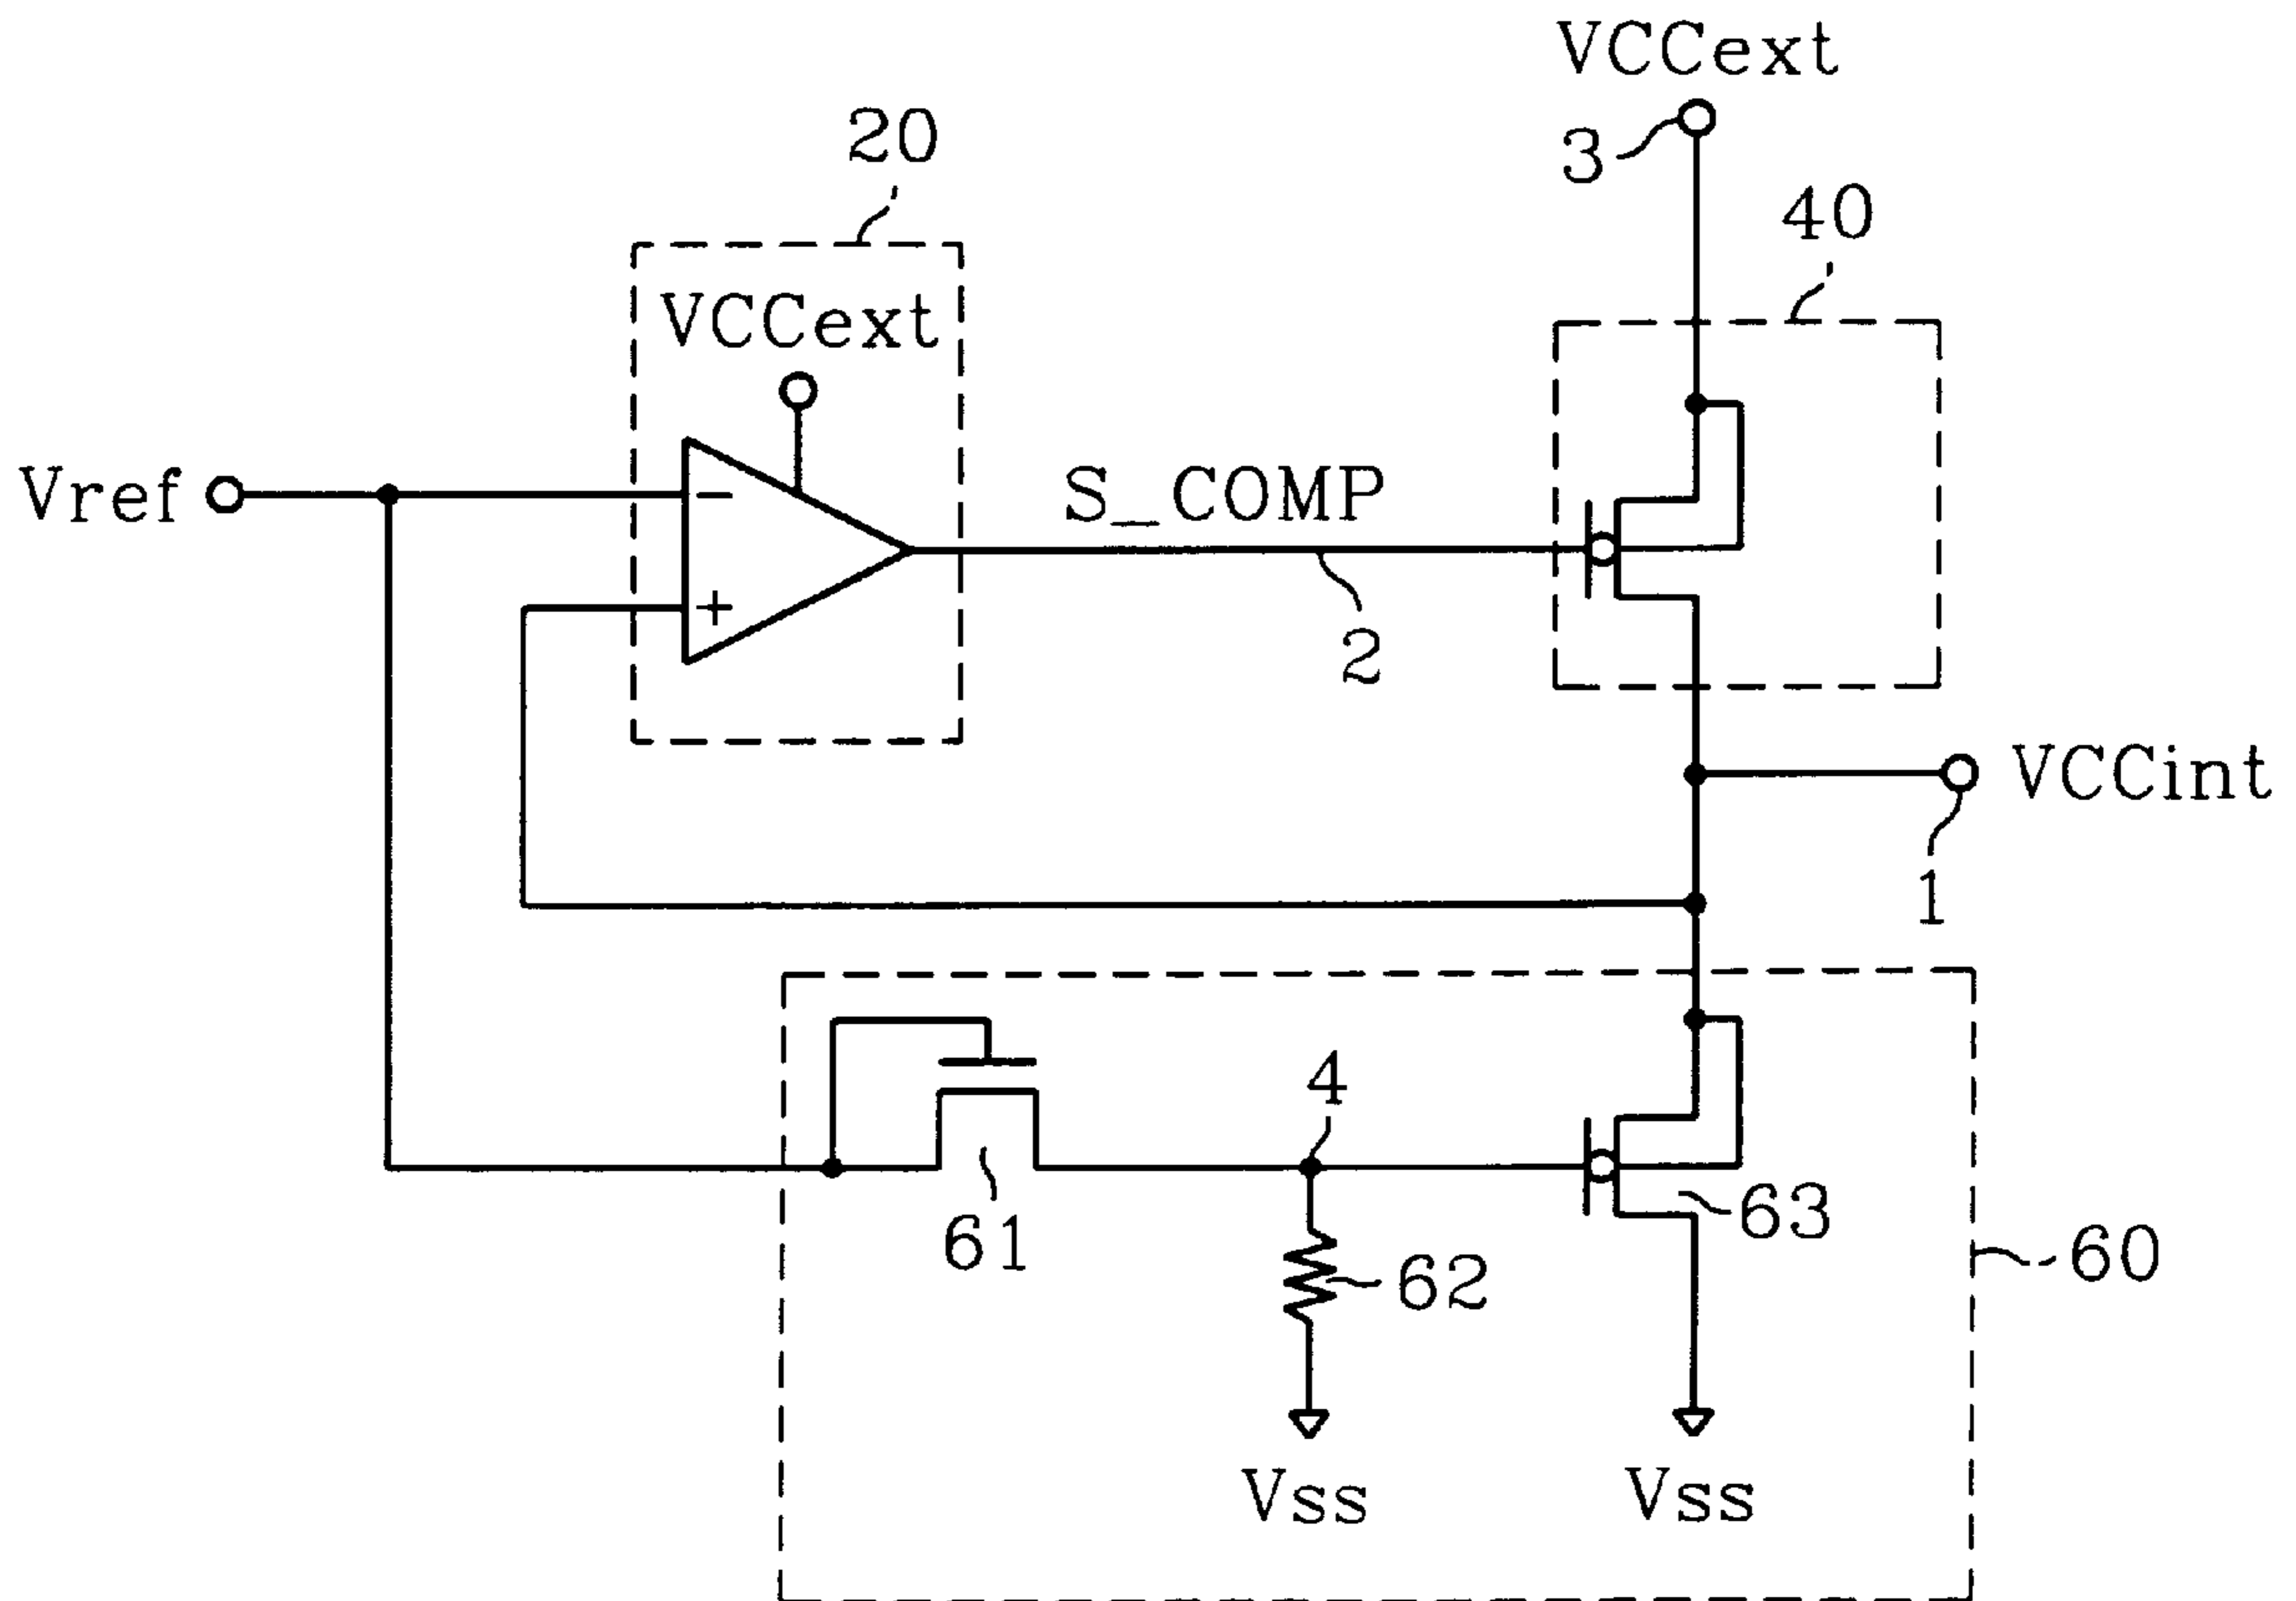 VCCext
3
20
40
VCCext
Vref
-
S_COMP
+
2
VCCint
1
4
61
63
62
60
Vss
Vss